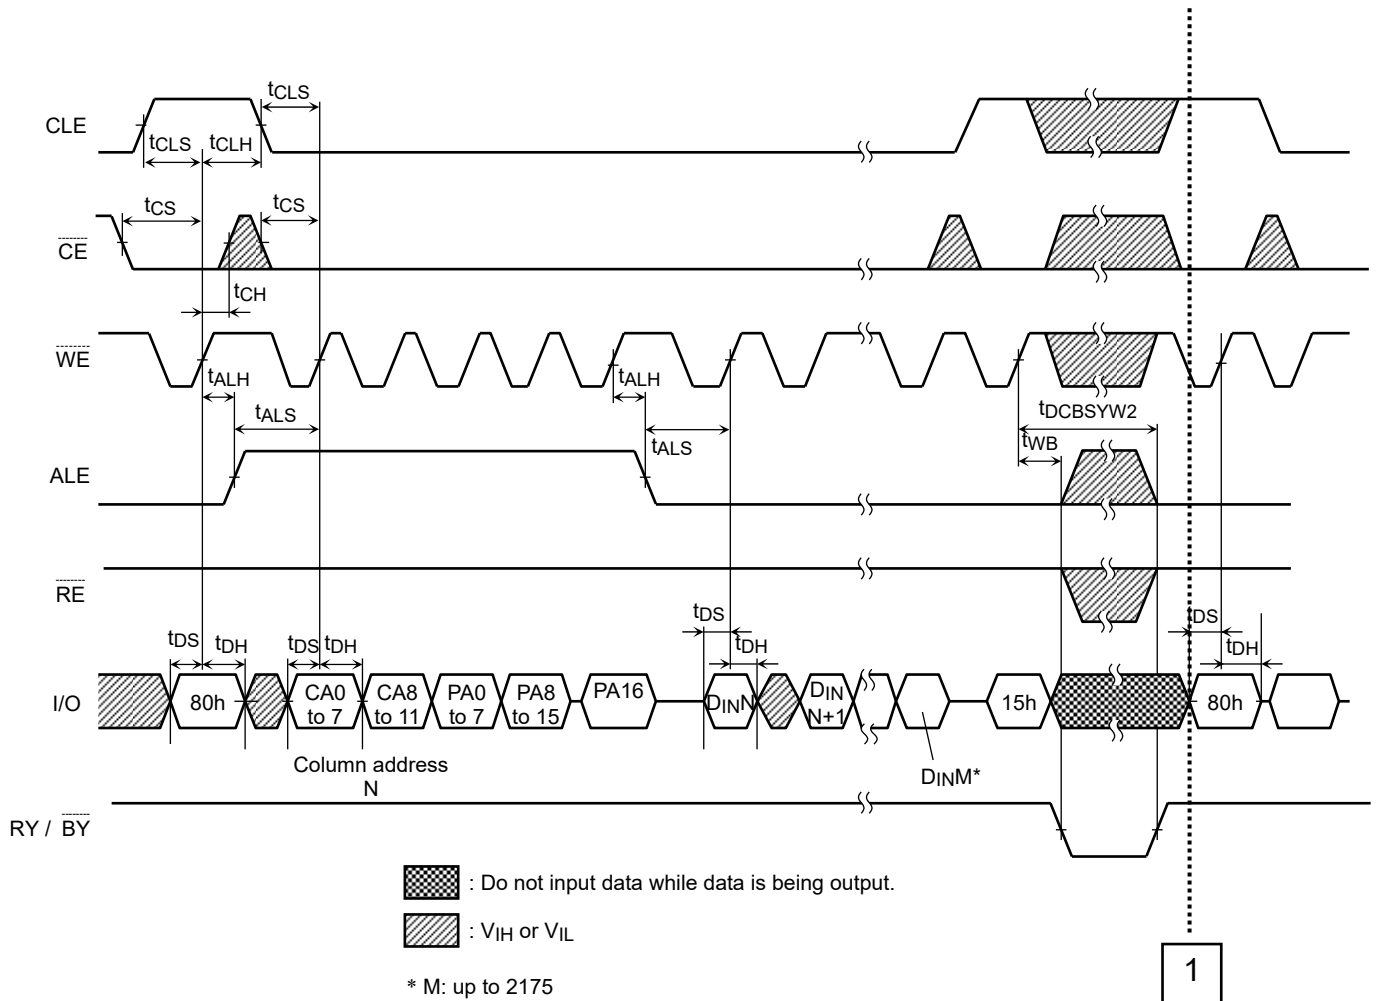 tCLS
CLE
tCLS tCLH
tCS tCS
CE
tCH
WE
tALH tALH
tDCBSYW2
tALS tALS tWB
ALE
RE
tDS tDH tDS tDH tDS tDH tDS tDH
I/O
80h
CA0 to 7
CA8 to 11
PA0 to 7
PA8 to 15
PA16
DINN
DIN N+1
15h
80h
Column address
N
DINM*
RY / BY
: Do not input data while data is being output.
: VIH or VIL
* M: up to 2175
1